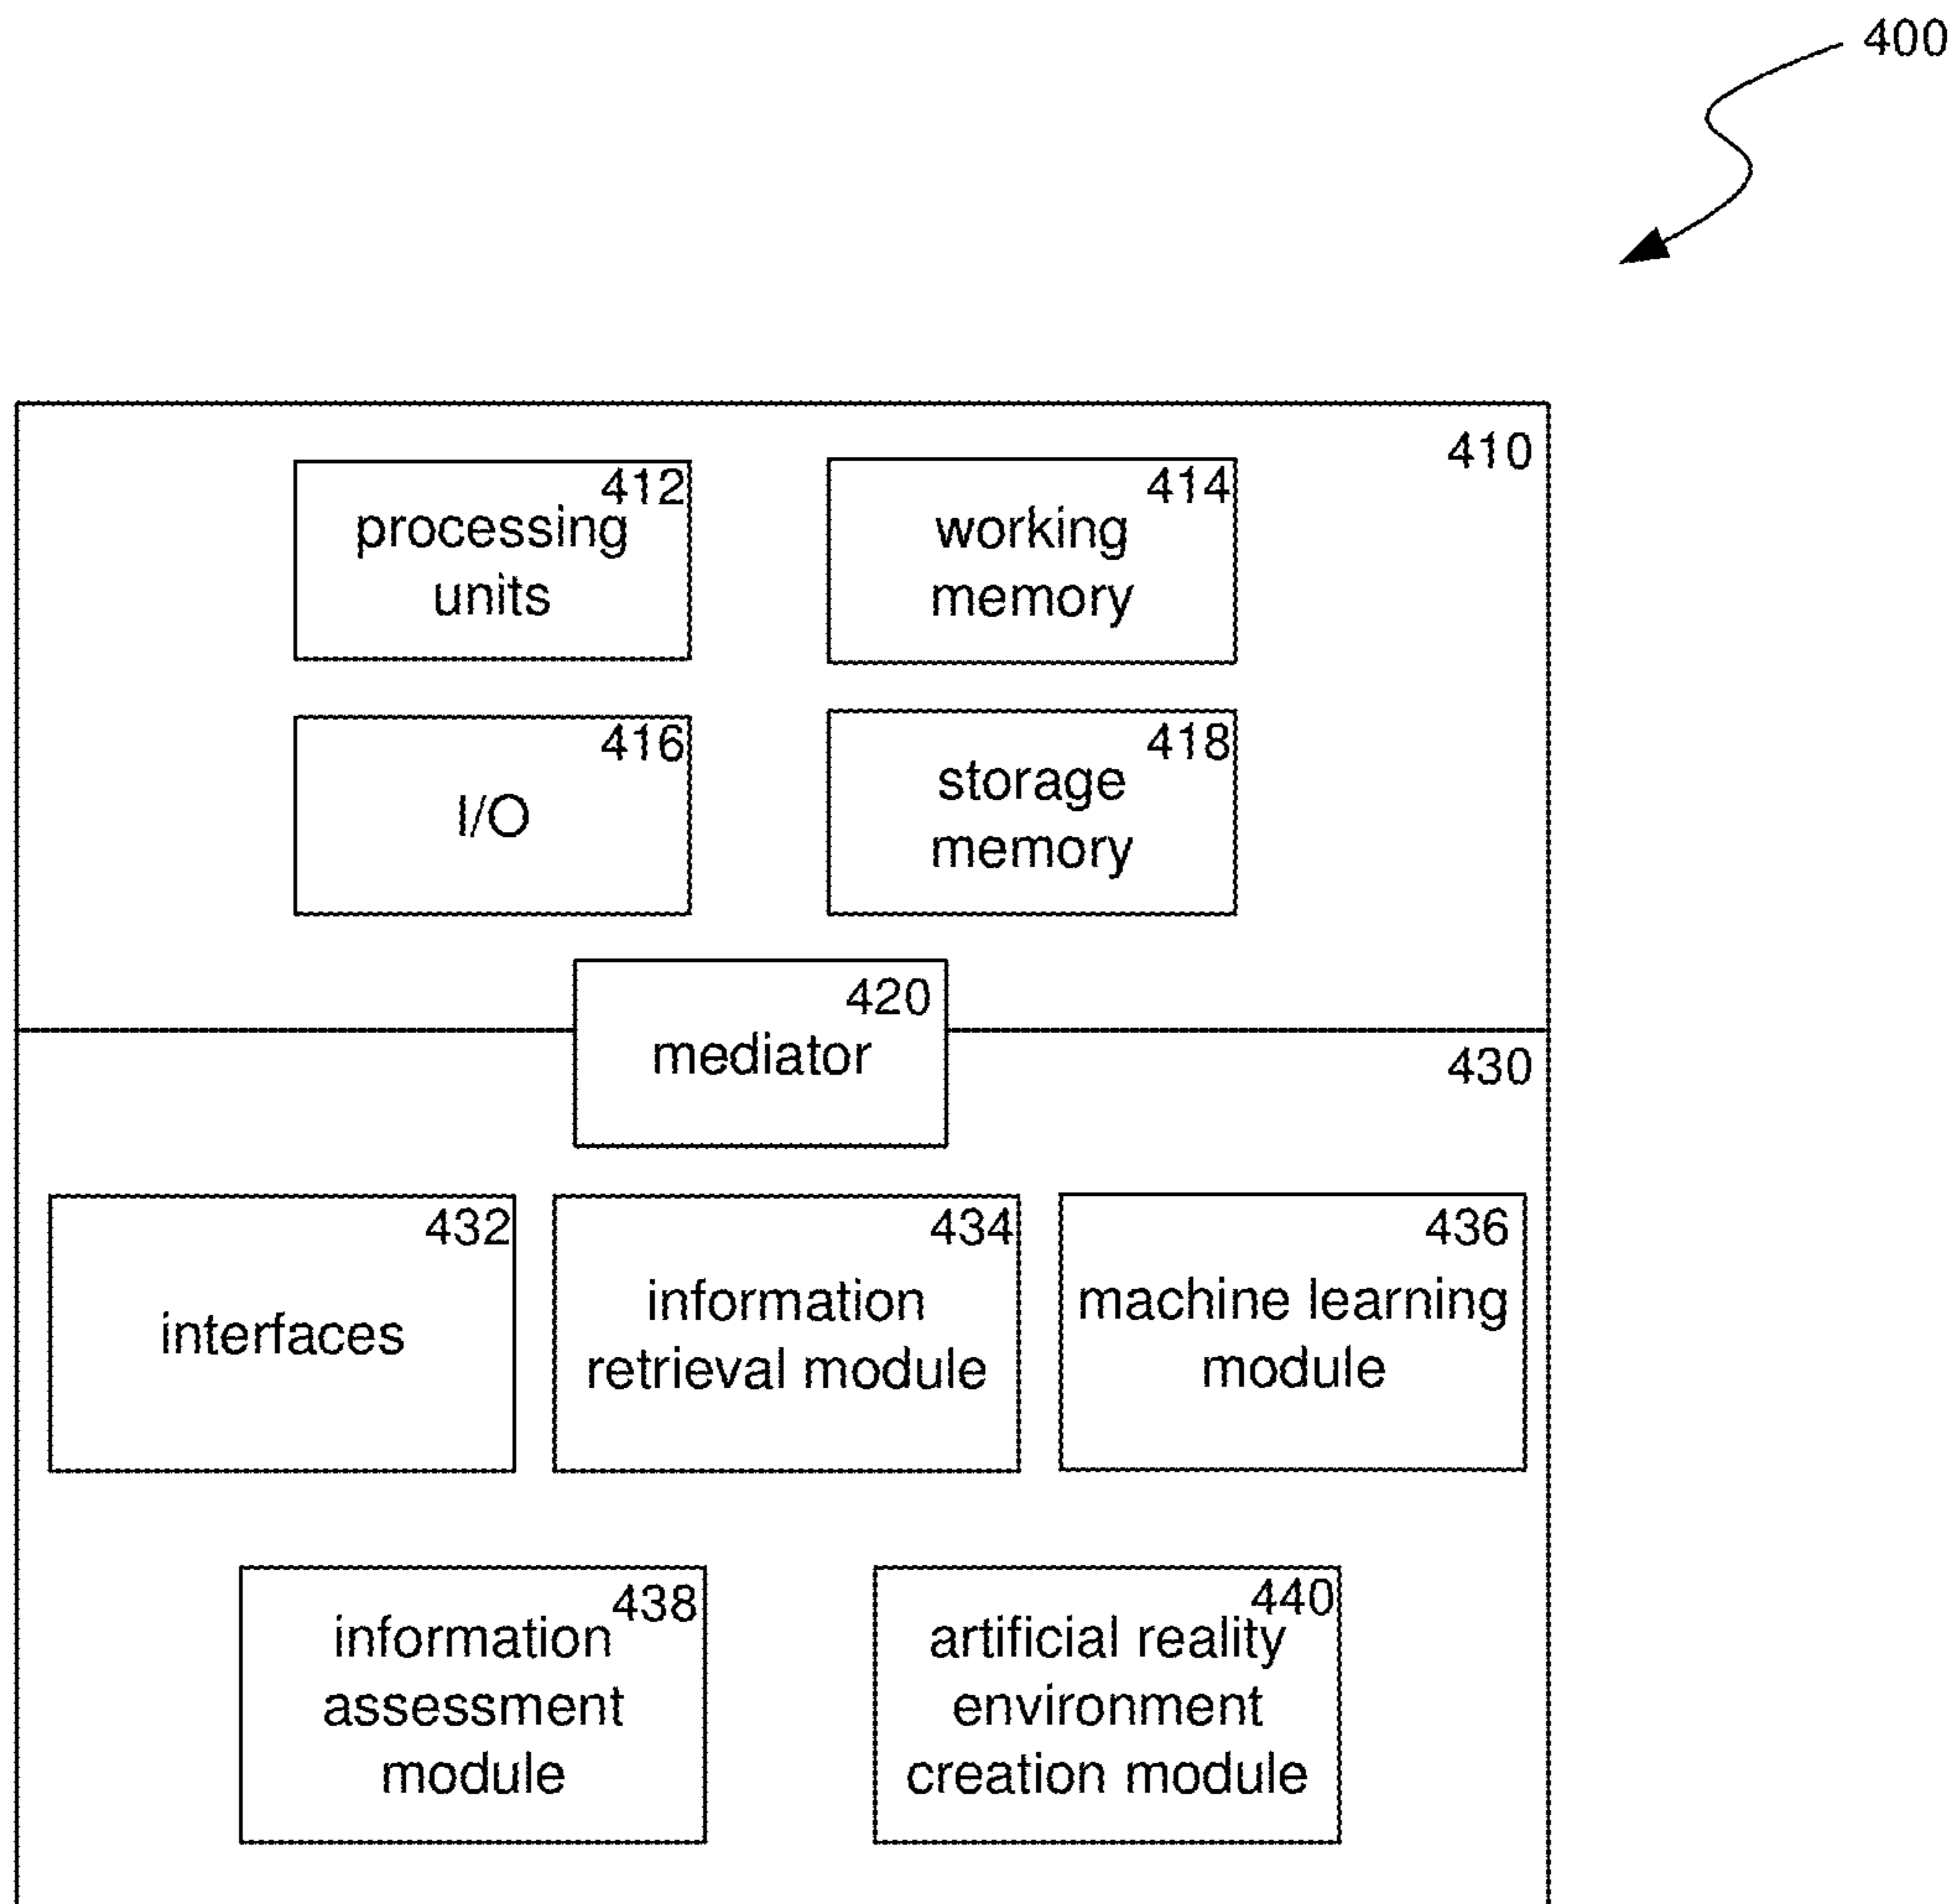 400
410
412
processing
units
414
working
memory
416
I/O
418
storage
memory
420
mediator
430
432
interfaces
434
information
retrieval module
436
machine learning
module
438
information
assessment
module
440
artificial reality
environment
creation module